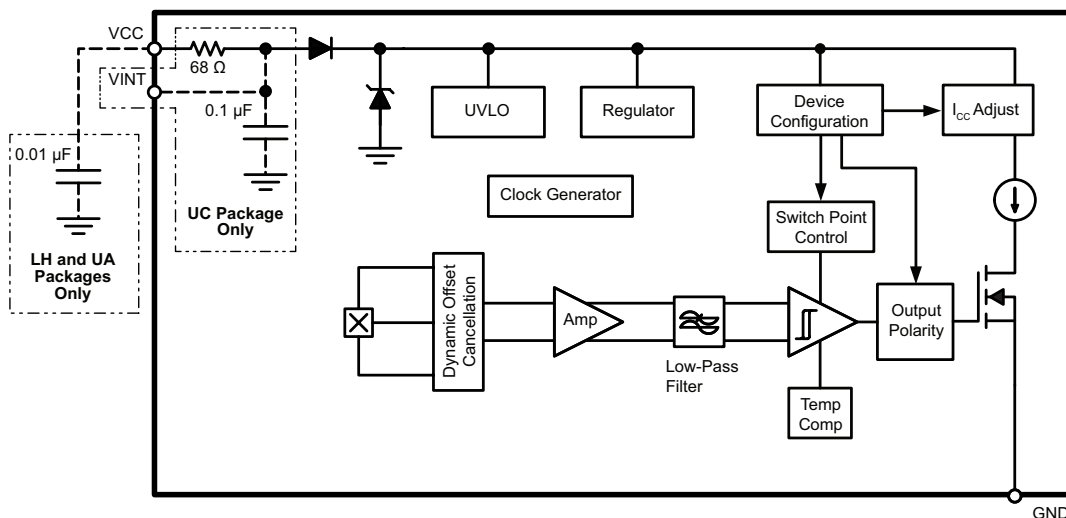 VCC
68 Ω
VINT
0.1 µF
UVLO
Regulator
Device
Configuration
I_CC Adjust
0.01 µF
UC Package
Only
Clock Generator
Switch Point
Control
LH and UA
Packages
Only
Dynamic Offset
Cancellation
Amp
Low-Pass
Filter
Output
Polarity
Temp
Comp
GND